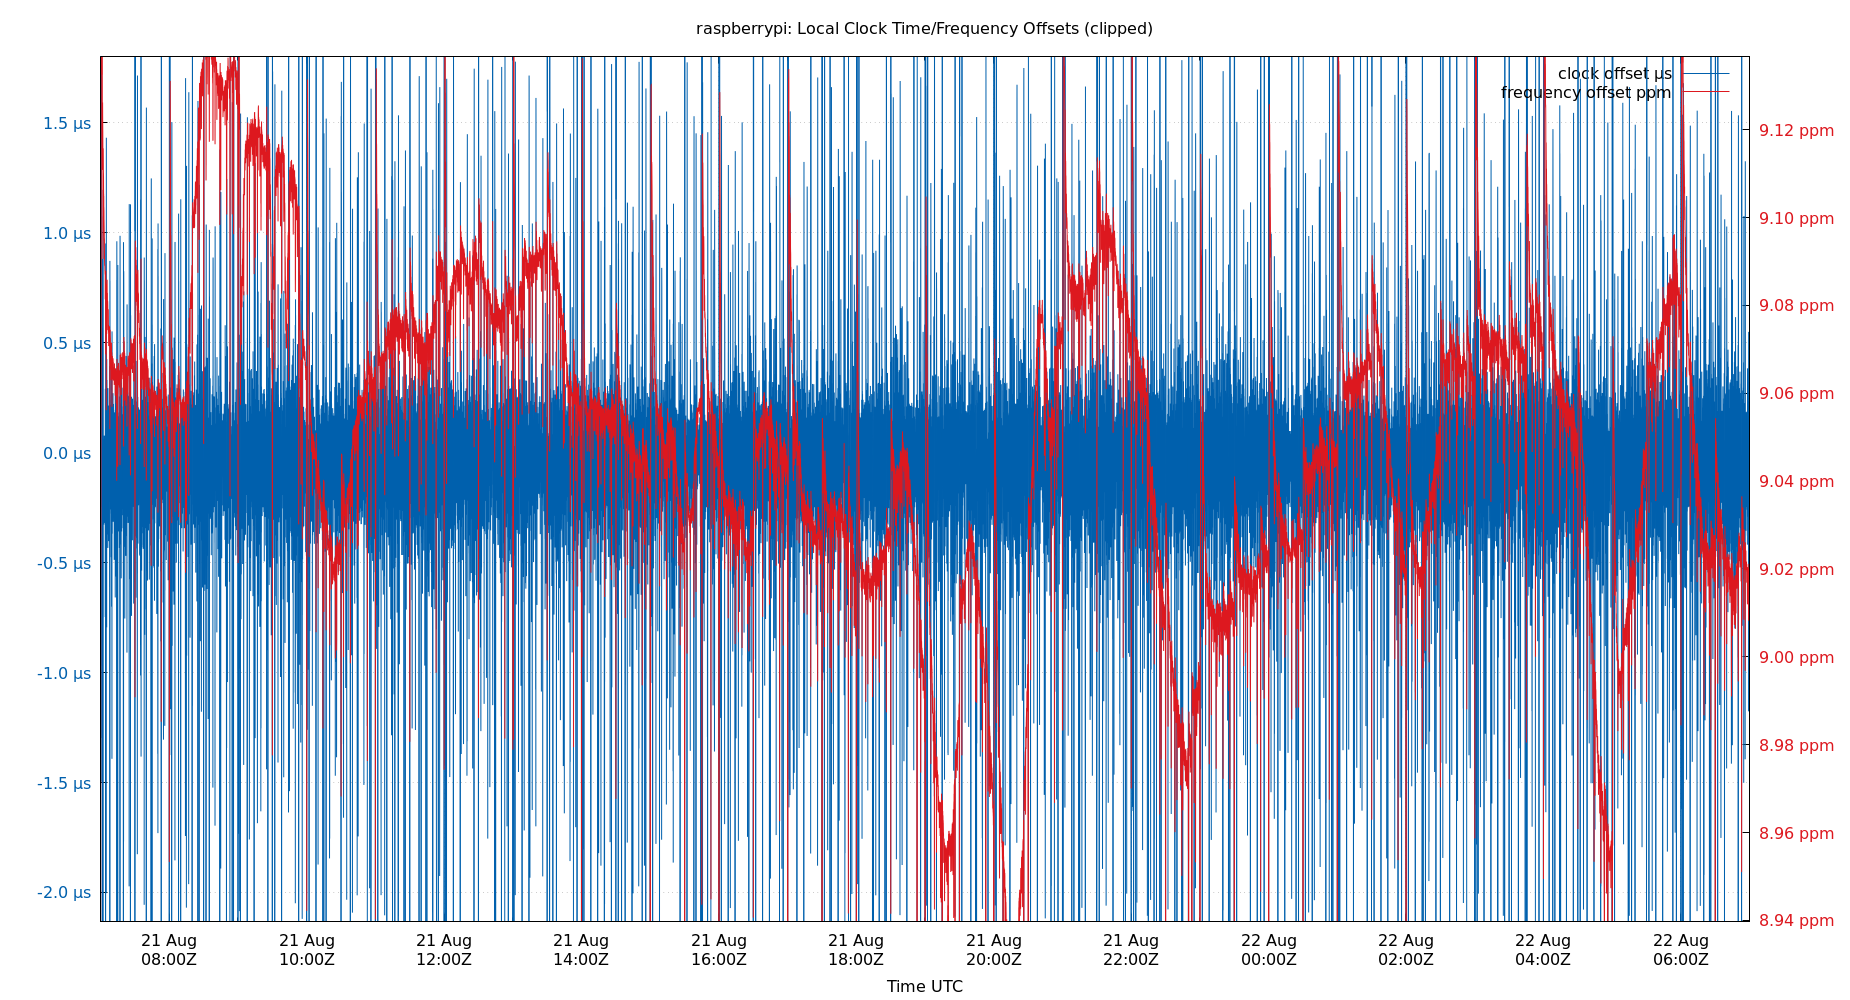 raspberrypi: Local Clock Time/Frequency Offsets (clipped)
clock offset µs
frequency offset ppm
1.5 µs
1.0 µs
0.5 µs
0.0 µs
-0.5 µs
-1.0 µs
-1.5 µs
-2.0 µs
9.12 ppm
9.10 ppm
9.08 ppm
9.06 ppm
9.04 ppm
9.02 ppm
9.00 ppm
8.98 ppm
8.96 ppm
8.94 ppm
21 Aug 21 Aug 21 Aug 21 Aug 21 Aug 21 Aug 21 Aug 21 Aug 22 Aug 22 Aug 22 Aug 22 Aug
08:00Z 10:00Z 12:00Z 14:00Z 16:00Z 18:00Z 20:00Z 22:00Z 00:00Z 02:00Z 04:00Z 06:00Z
Time UTC